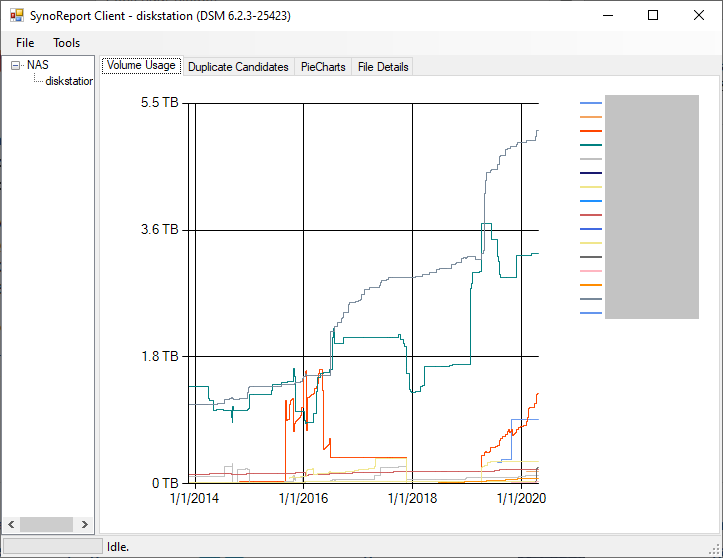 SynoReport Client - diskstation (DSM 6.2.3-25423)
File Tools
NAS
diskstation
Volume Usage Duplicate Candidates PieCharts File Details
5.5 TB
3.6 TB
1.8 TB
0 TB
1/1/2014 1/1/2016 1/1/2018 1/1/2020
Idle.